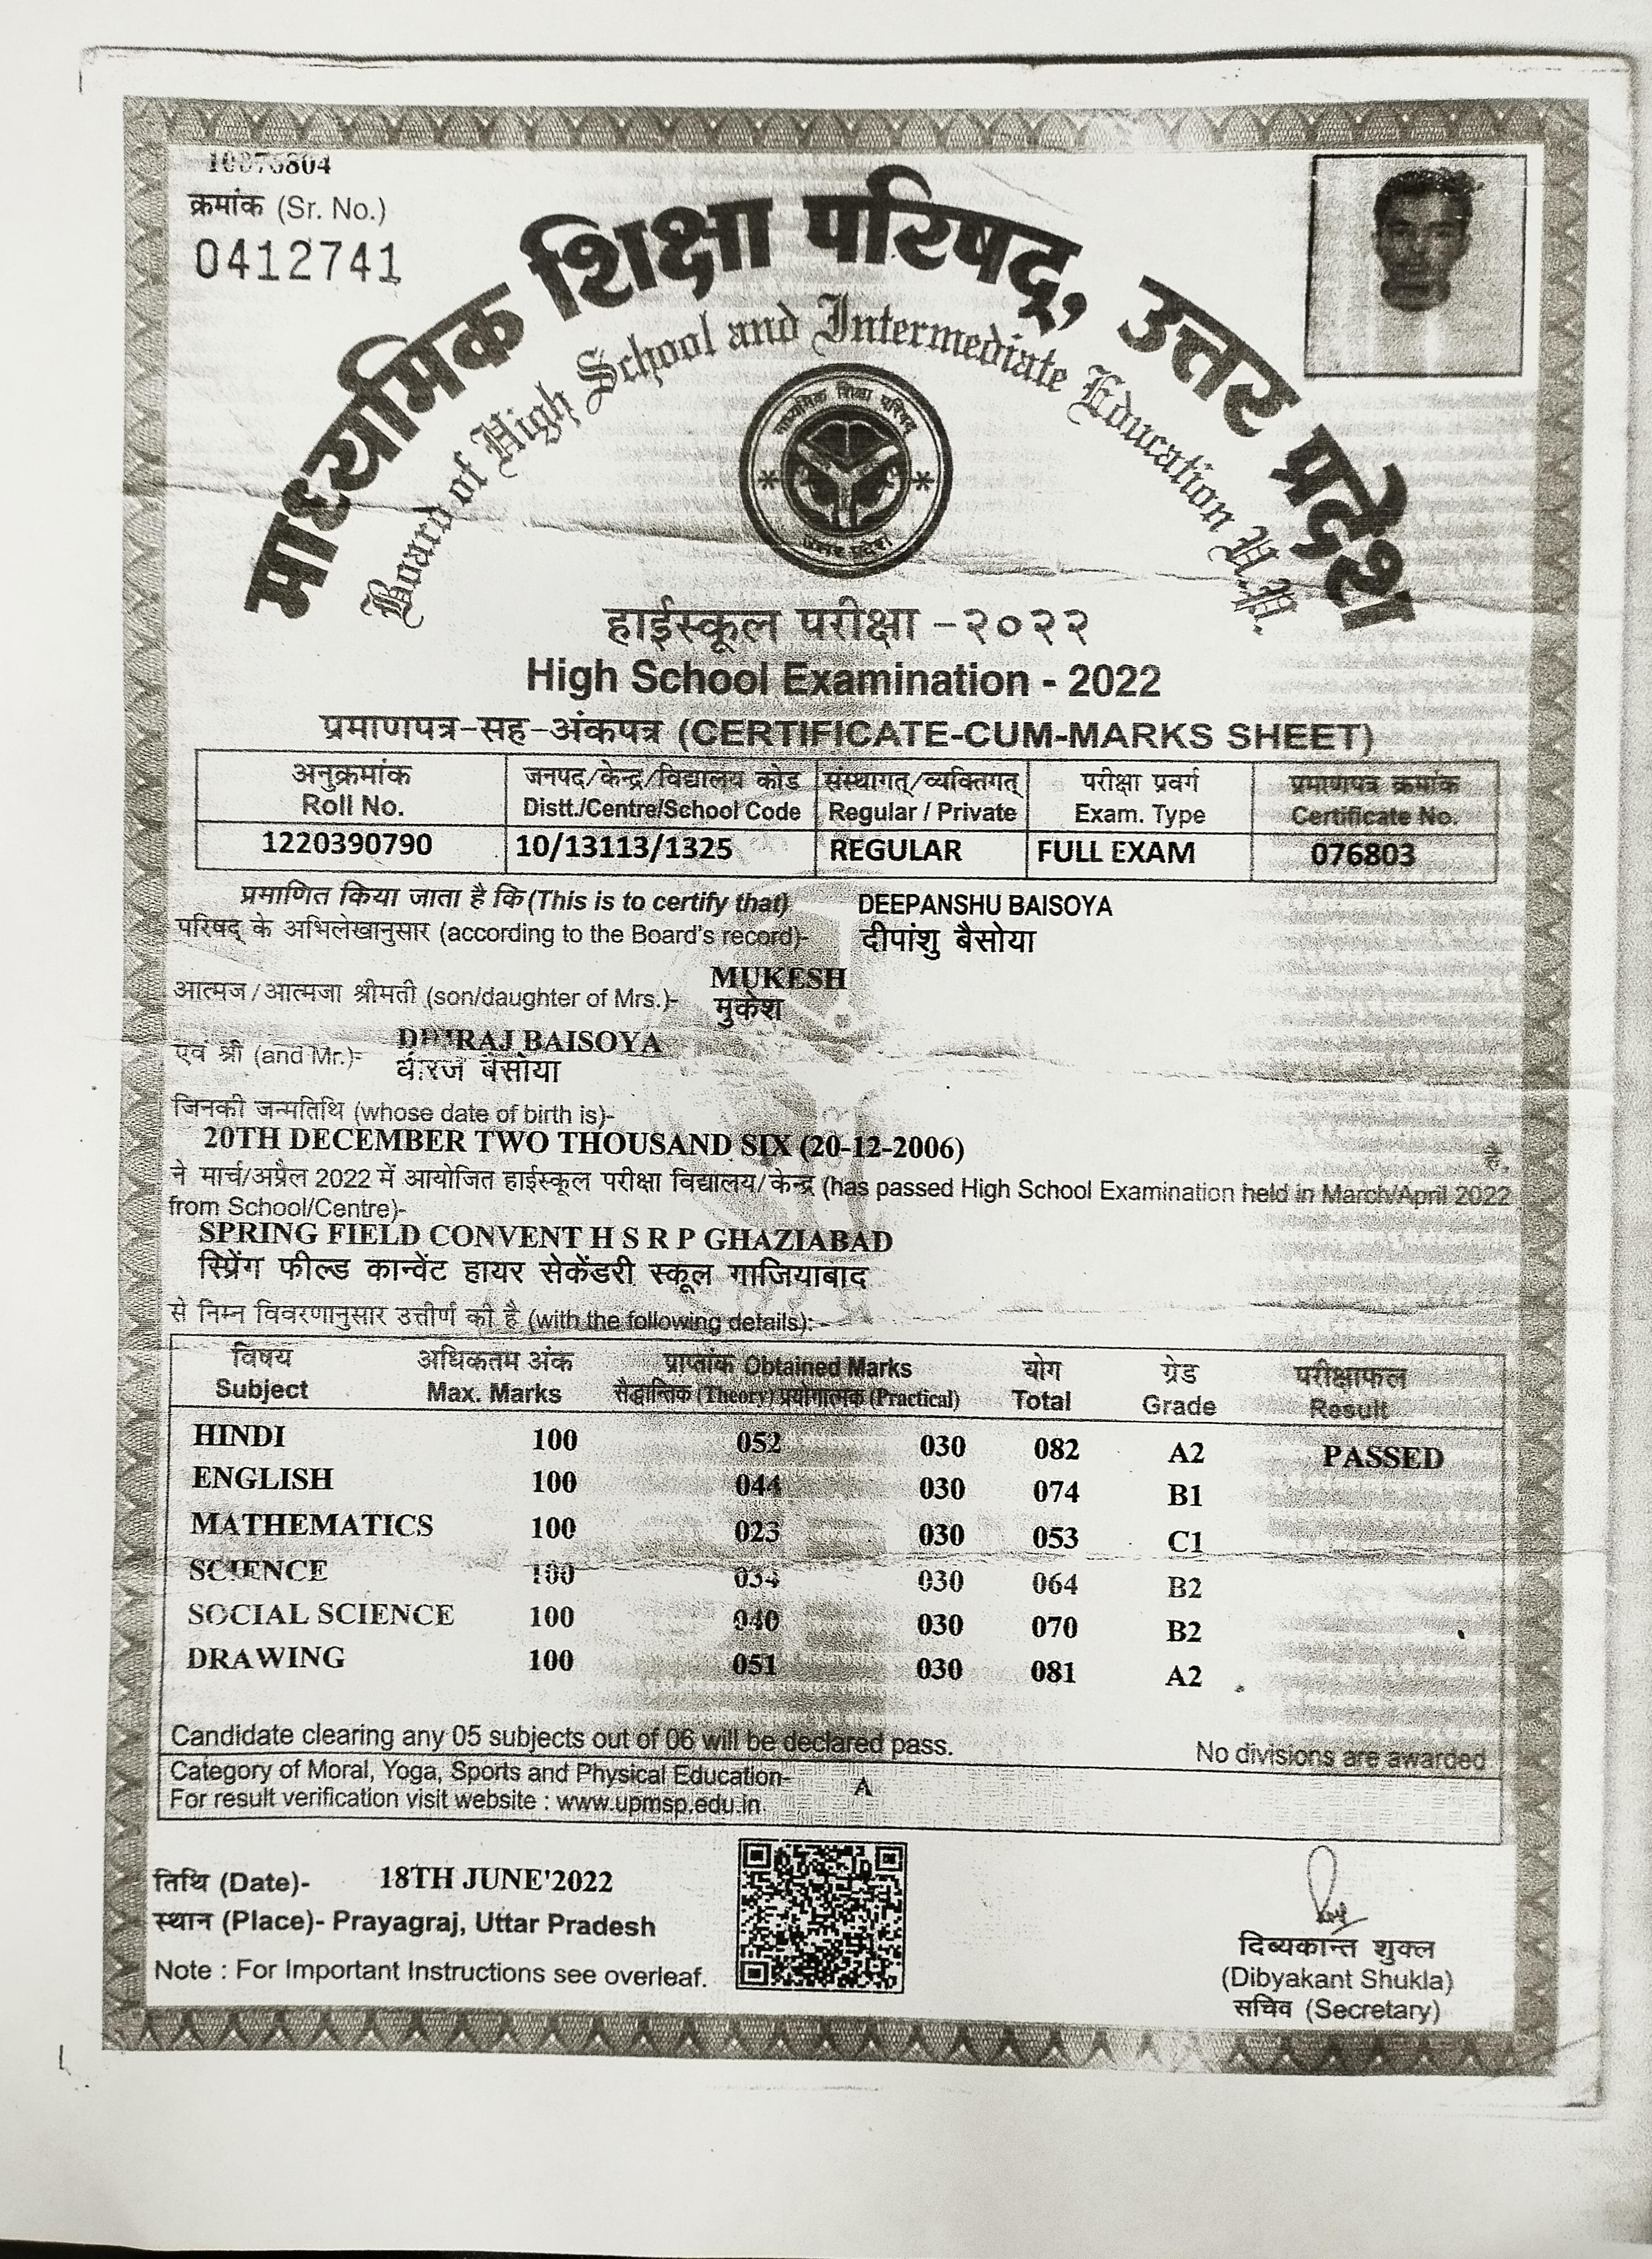 क्रमांक (Sr. No.)
0412741
माध्यमिक शिक्षा परिषद्, उत्तर प्रदेश
Board of High School and Intermediate Education U.P.
माध्यमिक शिक्षा परिषद्
उत्तर प्रदेश
हाईस्कूल परीक्षा -२०२२
High School Examination - 2022
प्रमाणपत्र-सह-अंकपत्र (CERTIFICATE-CUM-MARKS SHEET)
अनुक्रमांक जनपद/केन्द्र/विद्यालय कोड संस्थागत्/व्यक्तिगत् परीक्षा प्रवर्ग प्रमाणपत्र क्रमांक
Roll No. Distt./Centre/School Code Regular / Private Exam. Type Certificate No.
1220390790 10/13113/1325 REGULAR FULL EXAM 076803
प्रमाणित किया जाता है कि (This is to certify that) DEEPANSHU BAISOYA
परिषद् के अभिलेखानुसार (according to the Board's record)- दीपांशु बैसोया
MUKESH
आत्मज/आत्मजा श्रीमती (son/daughter of Mrs.)- मुकेश
BAISOYA
एवं श्री (and Mr.)- बैसोया
जिनकी जन्मतिथि (whose date of birth is)-
20TH DECEMBER TWO THOUSAND SIX (20-12-2006) है.
ने मार्च/अप्रैल 2022 में आयोजित हाईस्कूल परीक्षा विद्यालय/केन्द्र (has passed High School Examination held in March/April 2022
from School/Centre)-
SPRING FIELD CONVENT H S R P GHAZIABAD
स्प्रिंग फील्ड कान्वेंट हायर सेकेंडरी स्कूल गाजियाबाद
से निम्न विवरणानुसार उत्तीर्ण की है (with the following details):-
विषय अधिकतम अंक प्राप्तांक Obtained Marks योग ग्रेड परीक्षाफल
Subject Max. Marks सैद्धान्तिक (Theory) प्रयोगात्मक (Practical) Total Grade Result
HINDI 100 052 030 082 A2 PASSED
ENGLISH 100 044 030 074 B1
MATHEMATICS 100 023 030 053 C1
SCIENCE 100 034 030 064 B2
SOCIAL SCIENCE 100 040 030 070 B2
DRAWING 100 051 030 081 A2
Candidate clearing any 05 subjects out of 06 will be declared pass. No divisions are awarded
Category of Moral, Yoga, Sports and Physical Education- A
For result verification visit website : www.upmsp.edu.in
तिथि (Date)- 18TH JUNE'2022
स्थान (Place)- Prayagraj, Uttar Pradesh
Note : For Important Instructions see overleaf.
दिब्यकान्त शुक्ल
(Dibyakant Shukla)
सचिव (Secretary)